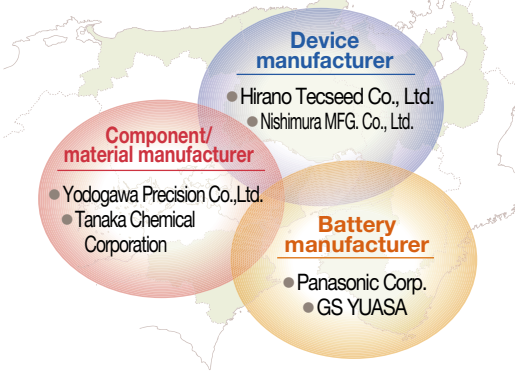 Device
manufacturer
● Hirano Tecseed Co., Ltd.
● Nishimura MFG. Co., Ltd.
Component/
material manufacturer
● Yodogawa Precision Co.,Ltd.
● Tanaka Chemical
Corporation
Battery
manufacturer
● Panasonic Corp.
● GS YUASA